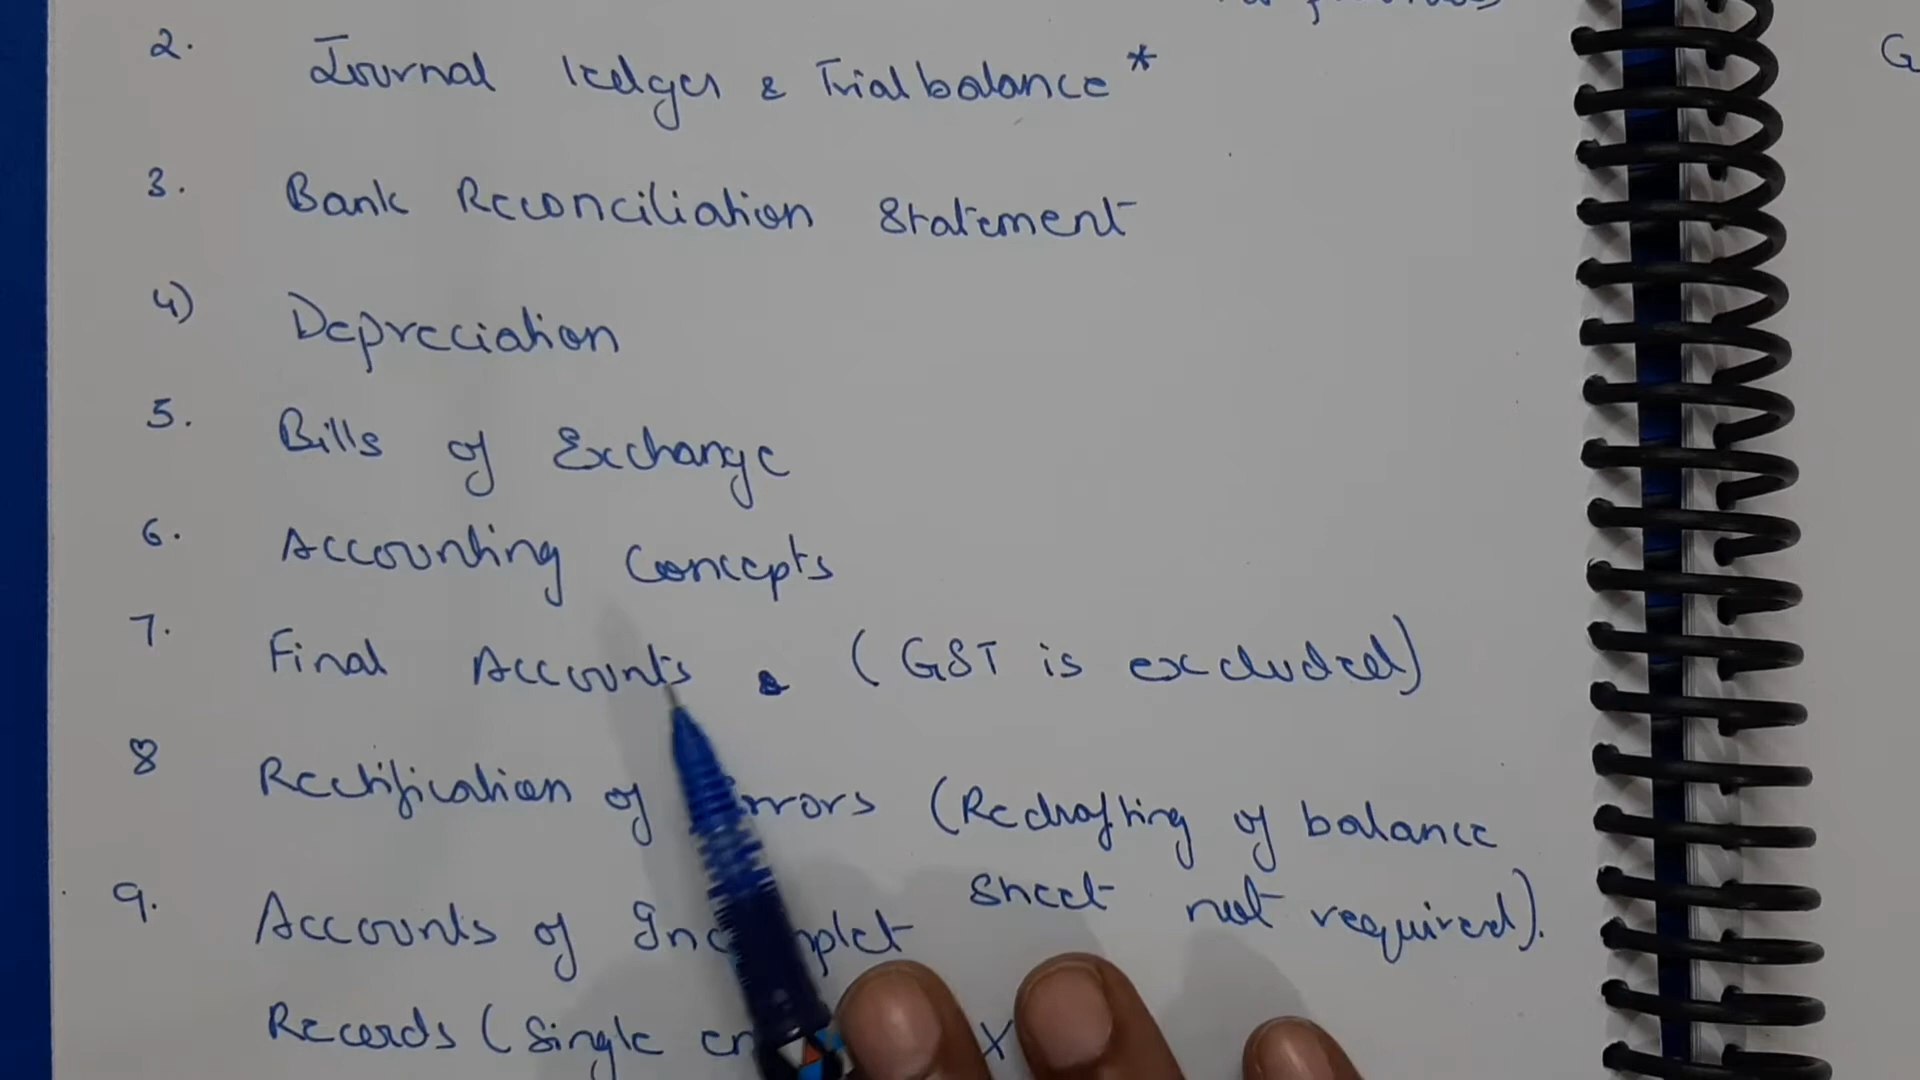 2. Journal ledger & Trial balance *
3. Bank Reconciliation Statement
4) Depreciation
5. Bills of Exchange
6. Accounting Concepts
7. Final Accounts (GST is excluded)
8 Rectification of Errors (Redrafting of balance
sheet not required).
9. Accounts of Incomplet
Records (Single
G